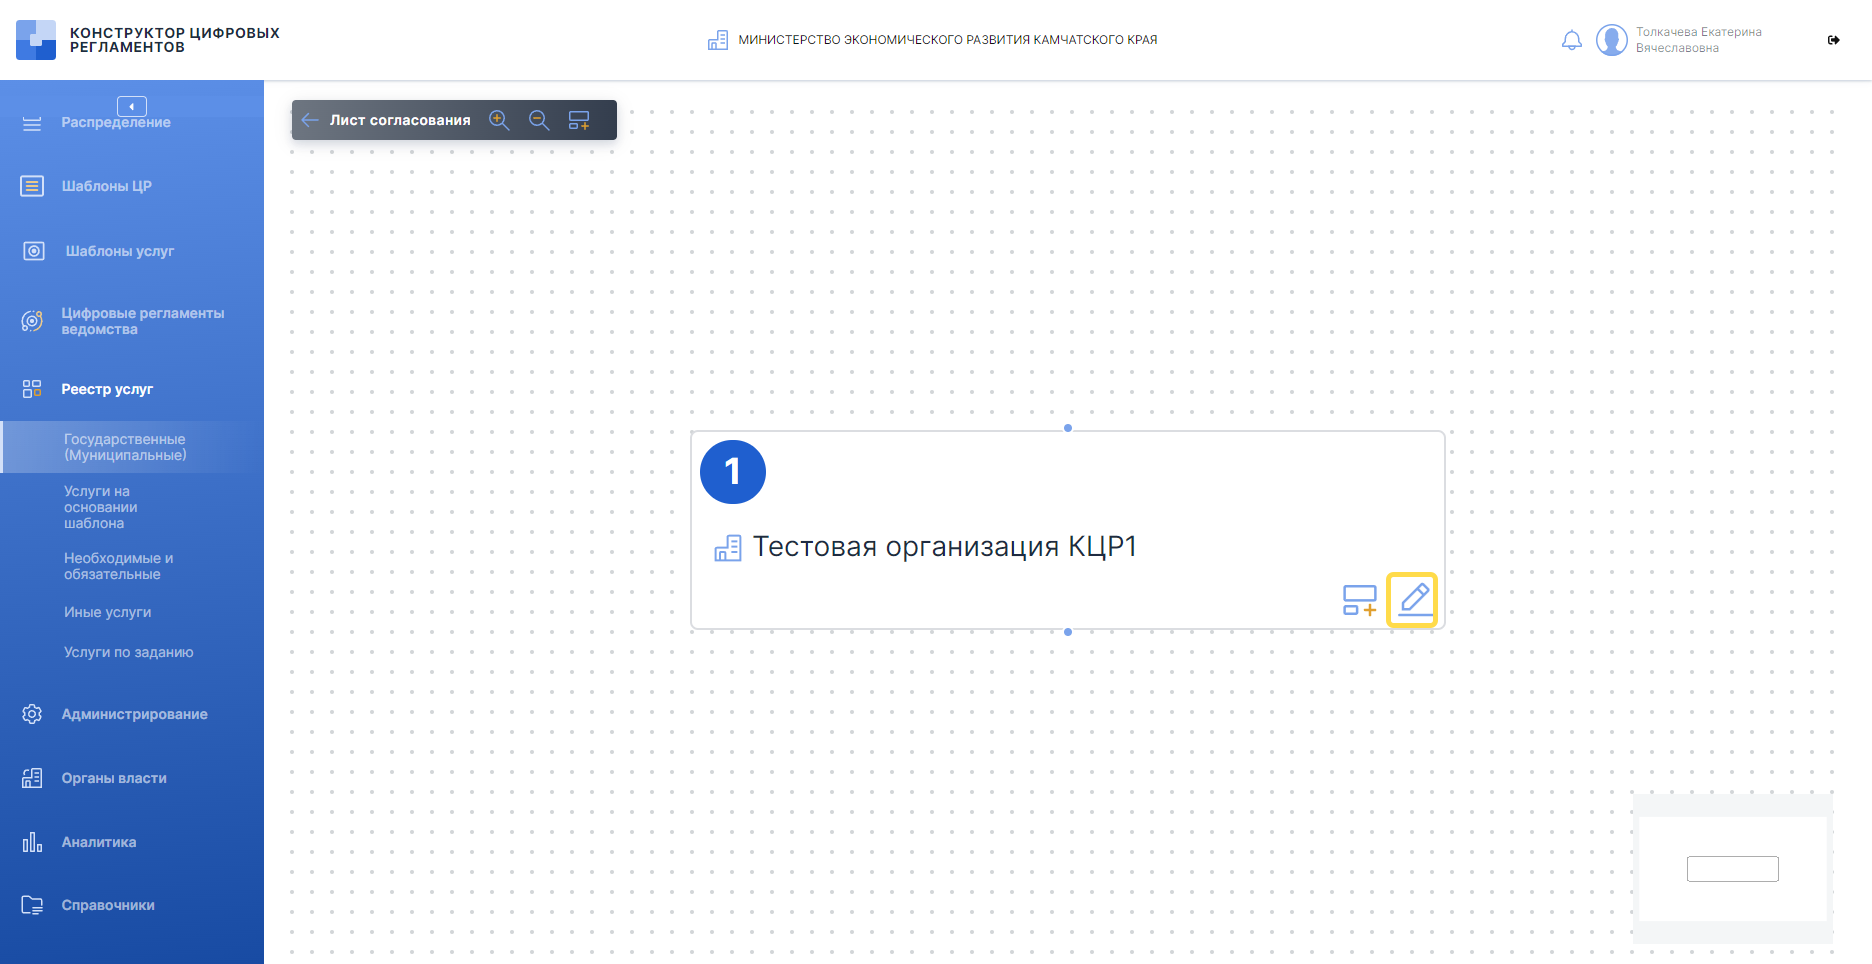 КОНСТРУКТОР ЦИФРОВЫХ
РЕГЛАМЕНТОВ
МИНИСТЕРСТВО ЭКОНОМИЧЕСКОГО РАЗВИТИЯ КАМЧАТСКОГО КРАЯ
Толкачева Екатерина
Вячеславовна
Распределение
Шаблоны ЦР
Шаблоны услуг
Цифровые регламенты
ведомства
Реестр услуг
Государственные
(Муниципальные)
Услуги на
основании
шаблона
Необходимые и
обязательные
Иные услуги
Услуги по заданию
Администрирование
Органы власти
Аналитика
Справочники
Лист согласования
1
Тестовая организация КЦР1